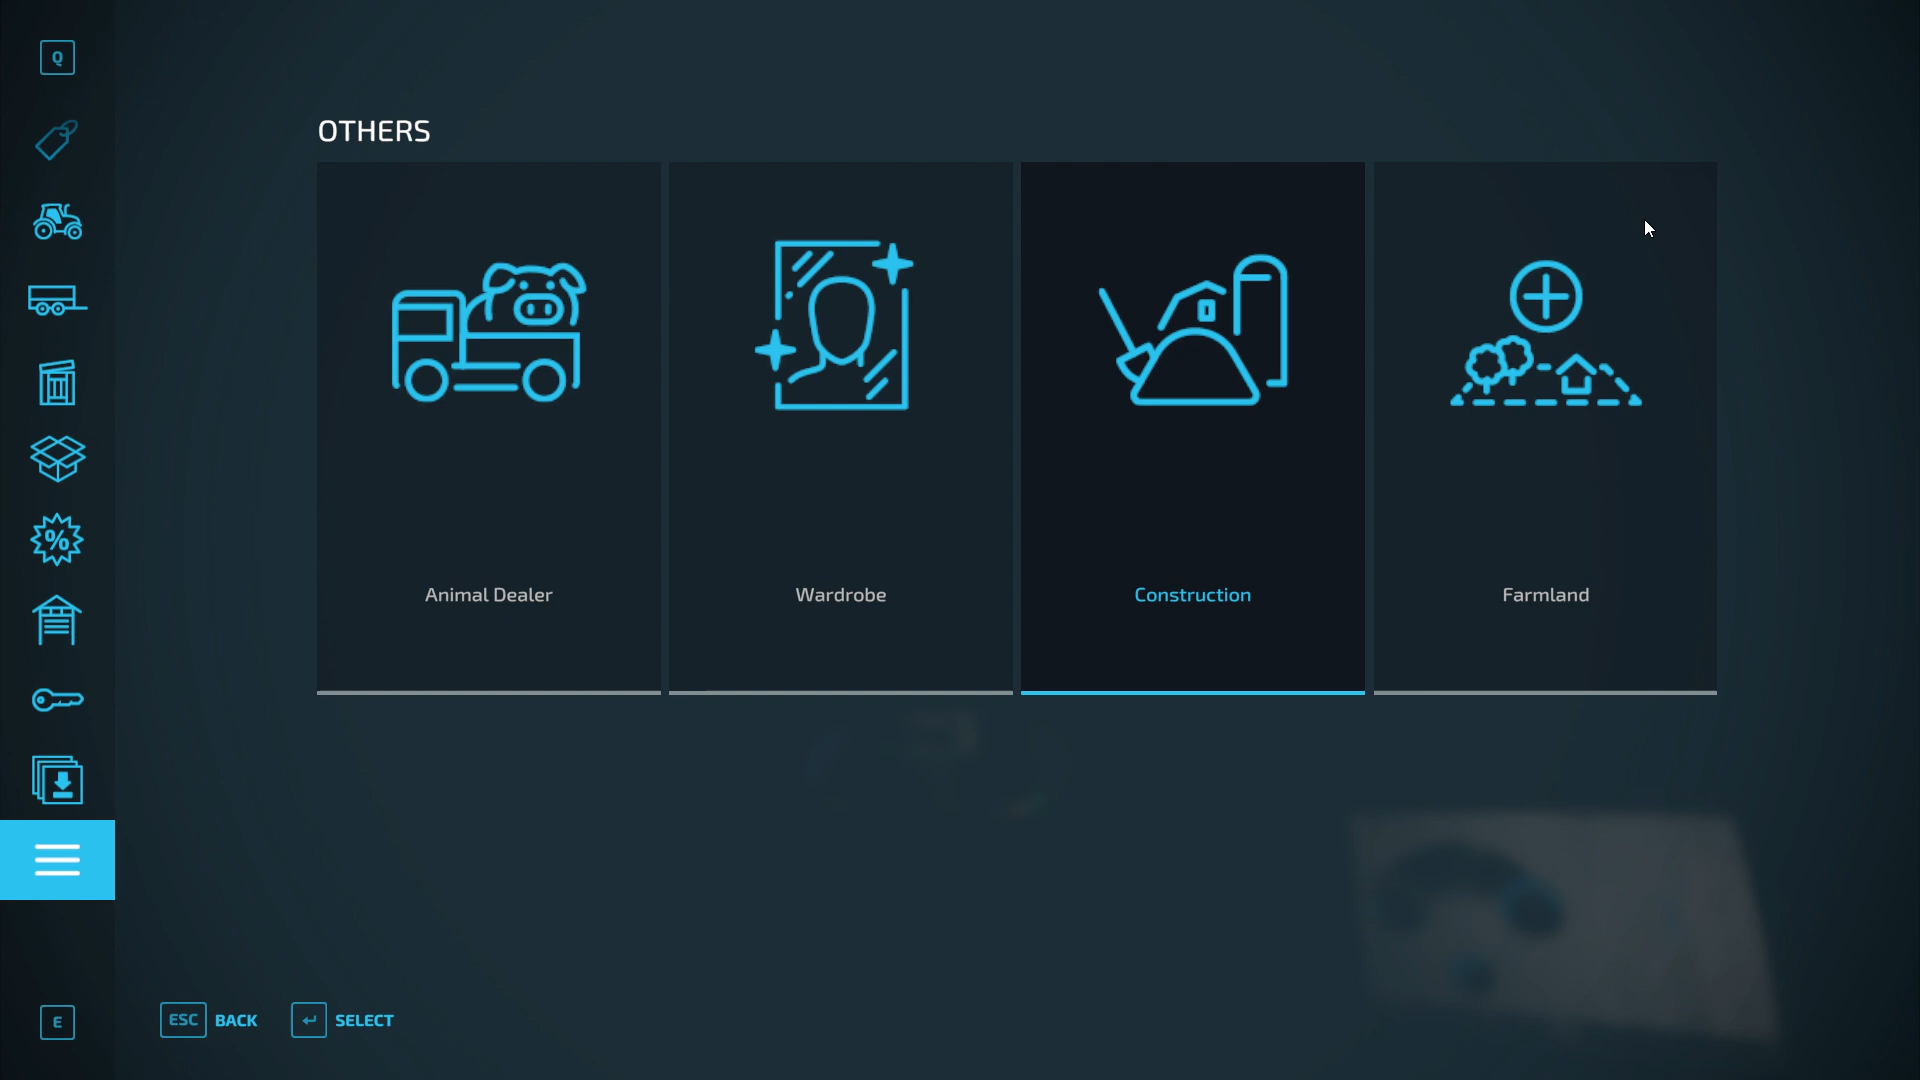 Q
OTHERS
%
Animal Dealer
Wardrobe
Construction
Farmland
E
ESC BACK
SELECT